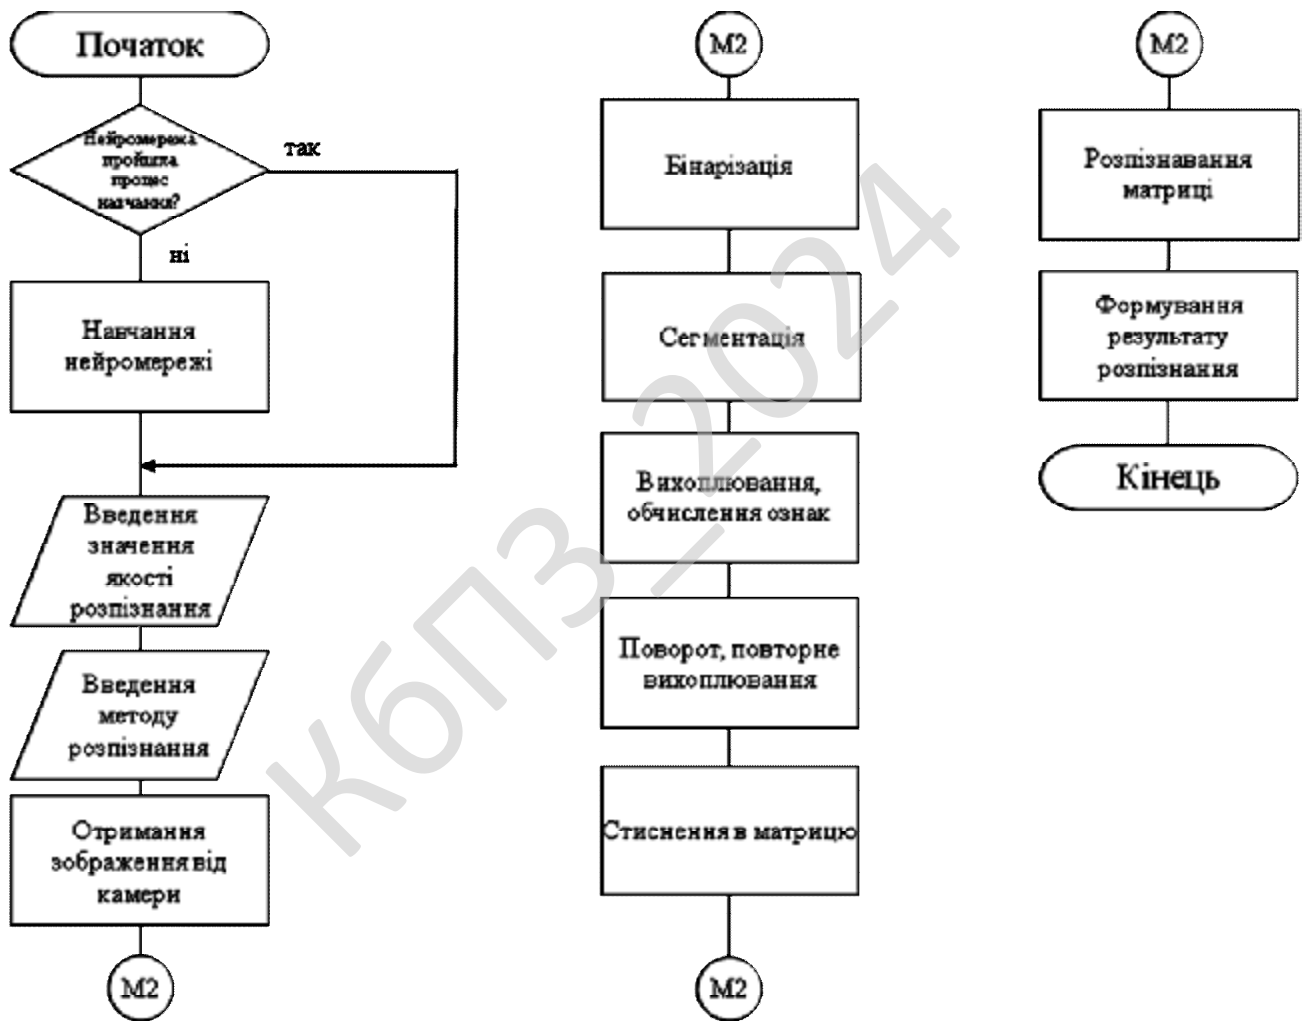 Початок
Нейромережа
пройшла
процес
навчання?
так
ні
Навчання
нейромережі
Введення
значення
якості
розпізнання
Введення
методу
розпізнання
Отримання
зображення від
камери
М2
М2
Бінарізація
Сегментація
Вихоплювання,
обчислення ознак
Поворот, повторне
вихоплювання
Стиснення в матрицю
М2
М2
Розпізнавання
матриці
Формування
результату
розпізнання
Кінець
КбПЗ_2024